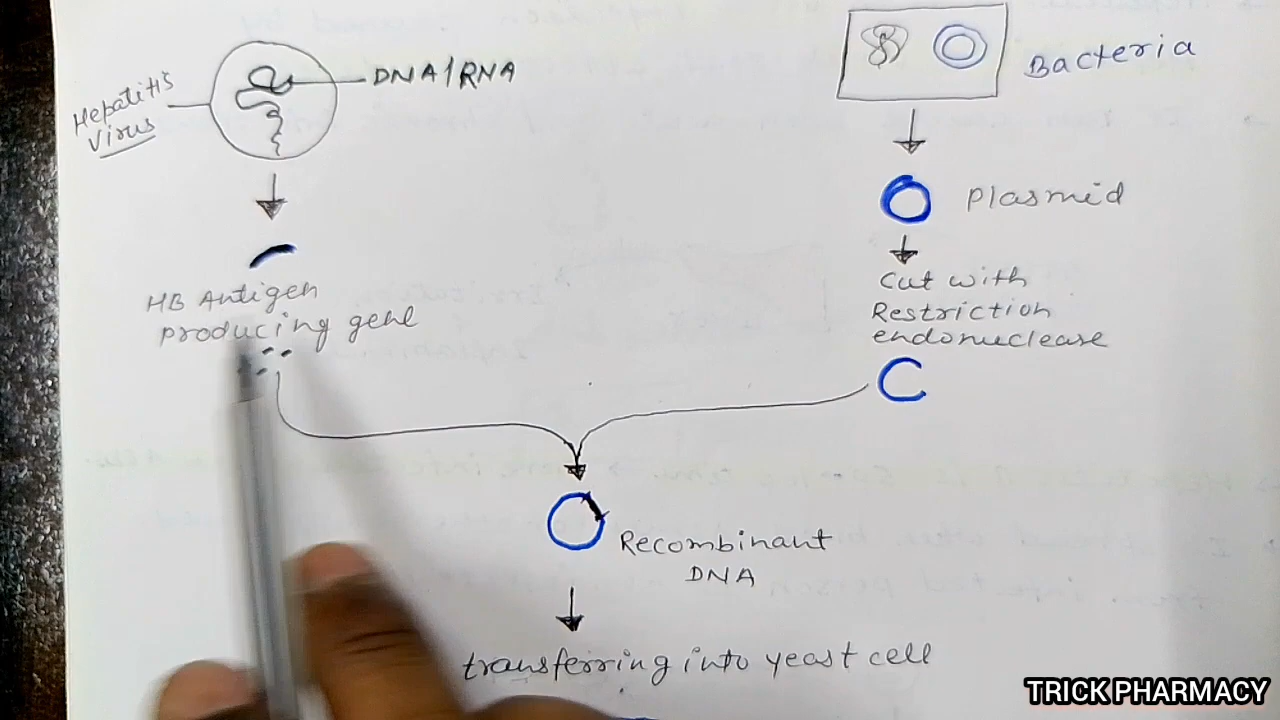 Hepatitis
Virus
DNA/RNA
Bacteria
Plasmid
Cut with
Restriction
endonuclease
HB Antigen
producing gene
Recombinant
DNA
transferring into yeast cell
TRICK PHARMACY